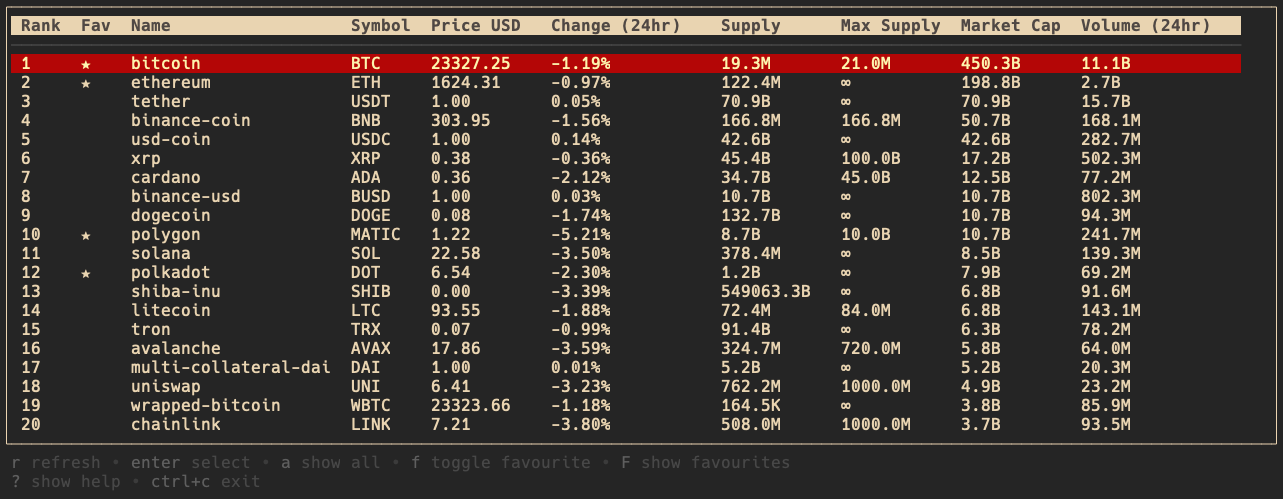 Rank Fav Name Symbol Price USD Change (24hr) Supply Max Supply Market Cap Volume (24hr)
1 ★ bitcoin BTC 23327.25 -1.19% 19.3M 21.0M 450.3B 11.1B
2 ★ ethereum ETH 1624.31 -0.97% 122.4M ∞ 198.8B 2.7B
3 tether USDT 1.00 0.05% 70.9B ∞ 70.9B 15.7B
4 binance-coin BNB 303.95 -1.56% 166.8M 166.8M 50.7B 168.1M
5 usd-coin USDC 1.00 0.14% 42.6B ∞ 42.6B 282.7M
6 xrp XRP 0.38 -0.36% 45.4B 100.0B 17.2B 502.3M
7 cardano ADA 0.36 -2.12% 34.7B 45.0B 12.5B 77.2M
8 binance-usd BUSD 1.00 0.03% 10.7B ∞ 10.7B 802.3M
9 dogecoin DOGE 0.08 -1.74% 132.7B ∞ 10.7B 94.3M
10 ★ polygon MATIC 1.22 -5.21% 8.7B 10.0B 10.7B 241.7M
11 solana SOL 22.58 -3.50% 378.4M ∞ 8.5B 139.3M
12 ★ polkadot DOT 6.54 -2.30% 1.2B ∞ 7.9B 69.2M
13 shiba-inu SHIB 0.00 -3.39% 549063.3B ∞ 6.8B 91.6M
14 litecoin LTC 93.55 -1.88% 72.4M 84.0M 6.8B 143.1M
15 tron TRX 0.07 -0.99% 91.4B ∞ 6.3B 78.2M
16 avalanche AVAX 17.86 -3.59% 324.7M 720.0M 5.8B 64.0M
17 multi-collateral-dai DAI 1.00 0.01% 5.2B ∞ 5.2B 20.3M
18 uniswap UNI 6.41 -3.23% 762.2M 1000.0M 4.9B 23.2M
19 wrapped-bitcoin WBTC 23323.66 -1.18% 164.5K ∞ 3.8B 85.9M
20 chainlink LINK 7.21 -3.80% 508.0M 1000.0M 3.7B 93.5M
r refresh • enter select • a show all • f toggle favourite • F show favourites
? show help • ctrl+c exit